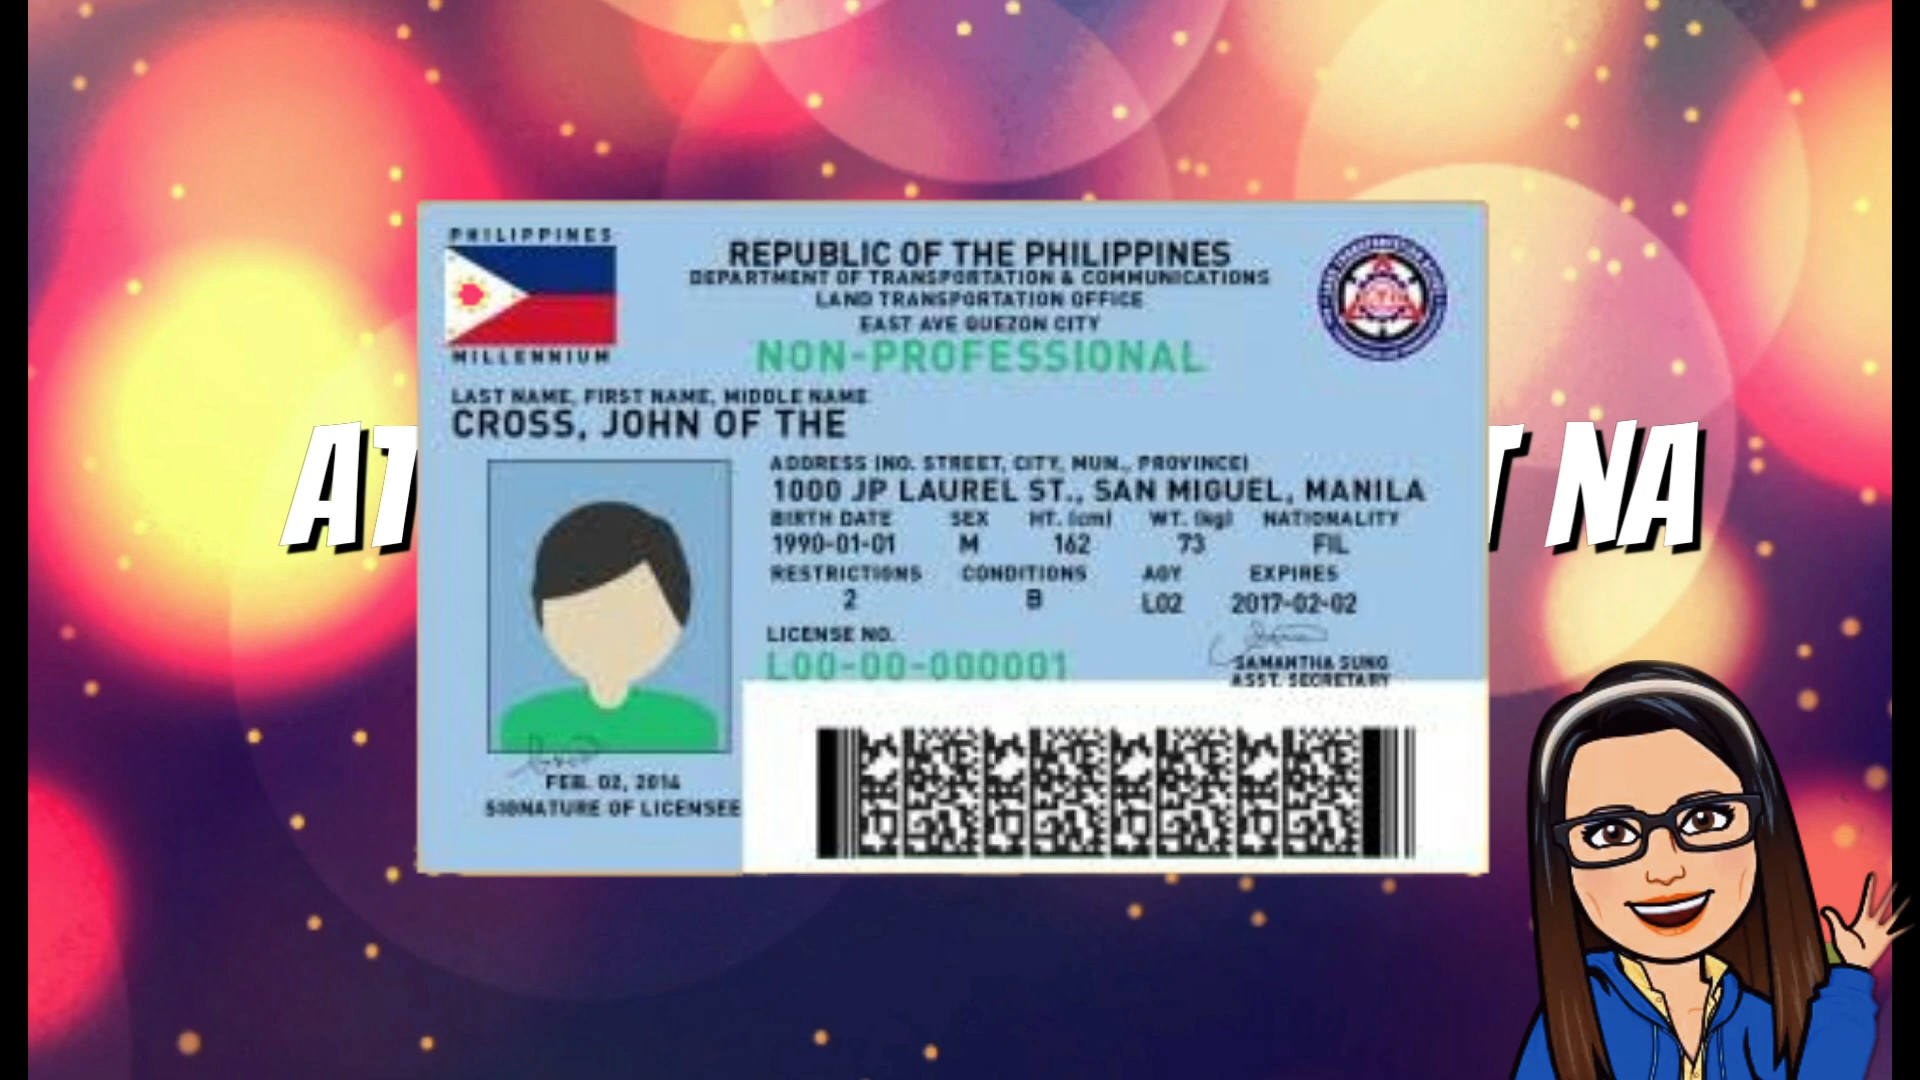 PHILIPPINES
MILLENNIUM
REPUBLIC OF THE PHILIPPINES
DEPARTMENT OF TRANSPORTATION & COMMUNICATIONS
LAND TRANSPORTATION OFFICE
EAST AVE QUEZON CITY
NON-PROFESSIONAL
LAST NAME, FIRST NAME, MIDDLE NAME
CROSS, JOHN OF THE
ADDRESS (NO. STREET, CITY, MUN., PROVINCE)
1000 JP LAUREL ST., SAN MIGUEL, MANILA
BIRTH DATE SEX HT. (cm) WT. (kg) NATIONALITY
1990-01-01 M 162 73 FIL
RESTRICTIONS CONDITIONS AGY EXPIRES
2 B L02 2017-02-02
LICENSE NO.
L00-00-000001
SAMANTHA SUNG
ASST. SECRETARY
FEB. 02, 2014
SIGNATURE OF LICENSEE
NA